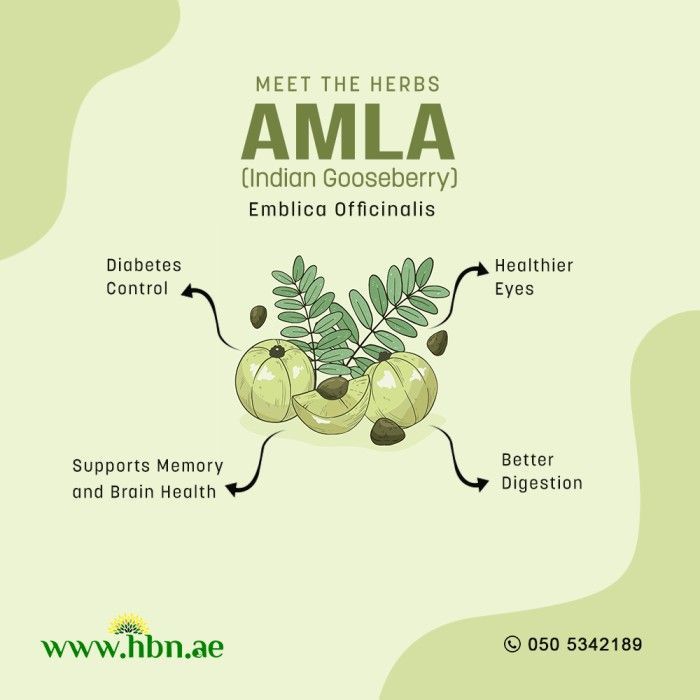 MEET THE HERBS
AMLA
(Indian Gooseberry)
Emblica Officinalis
Diabetes
Control
Healthier
Eyes
Supports Memory
and Brain Health
Better
Digestion
www.hbn.ae
050 5342189